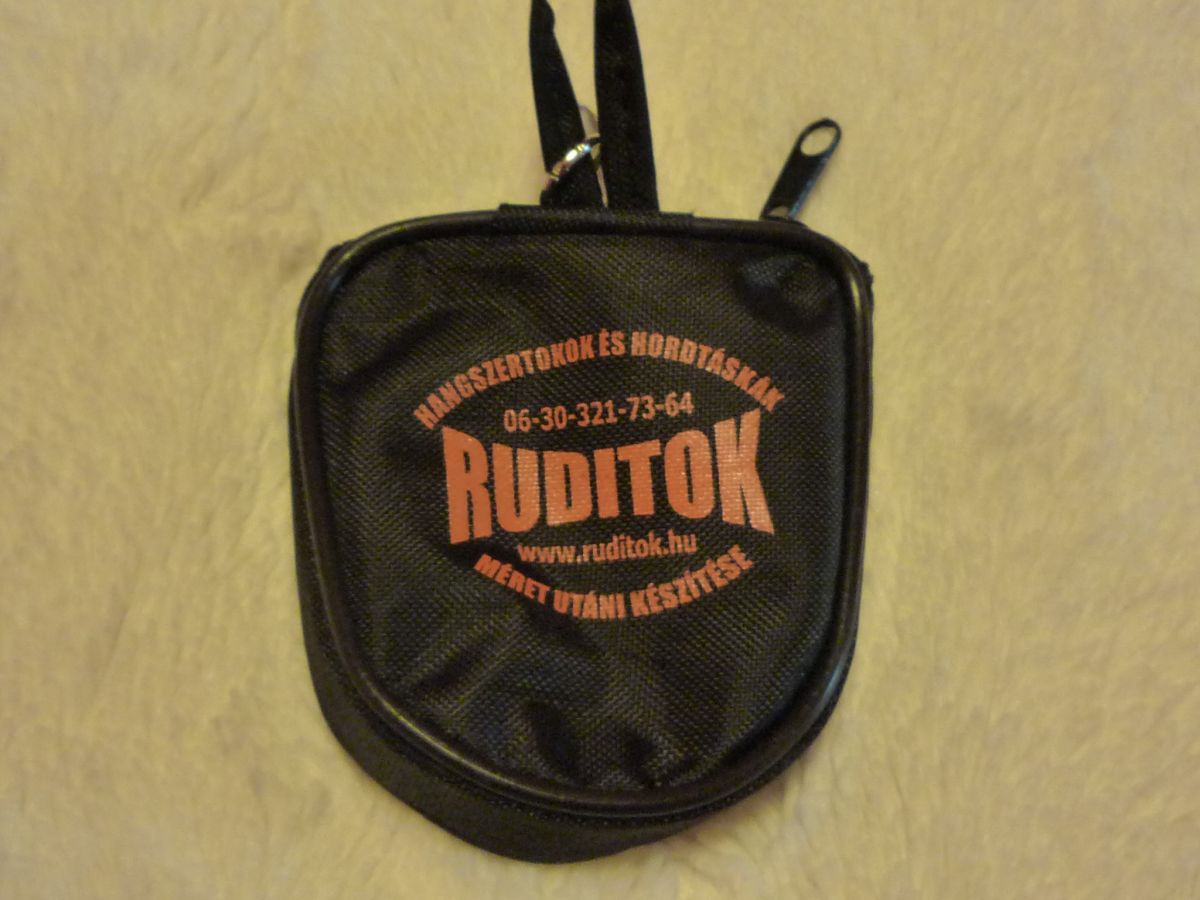 HANGSZERTOKOK ÉS HORDTÁSKÁK
06-30-321-73-64
RUDITOK
www.ruditok.hu
MÉRET UTÁNI KÉSZÍTÉSE